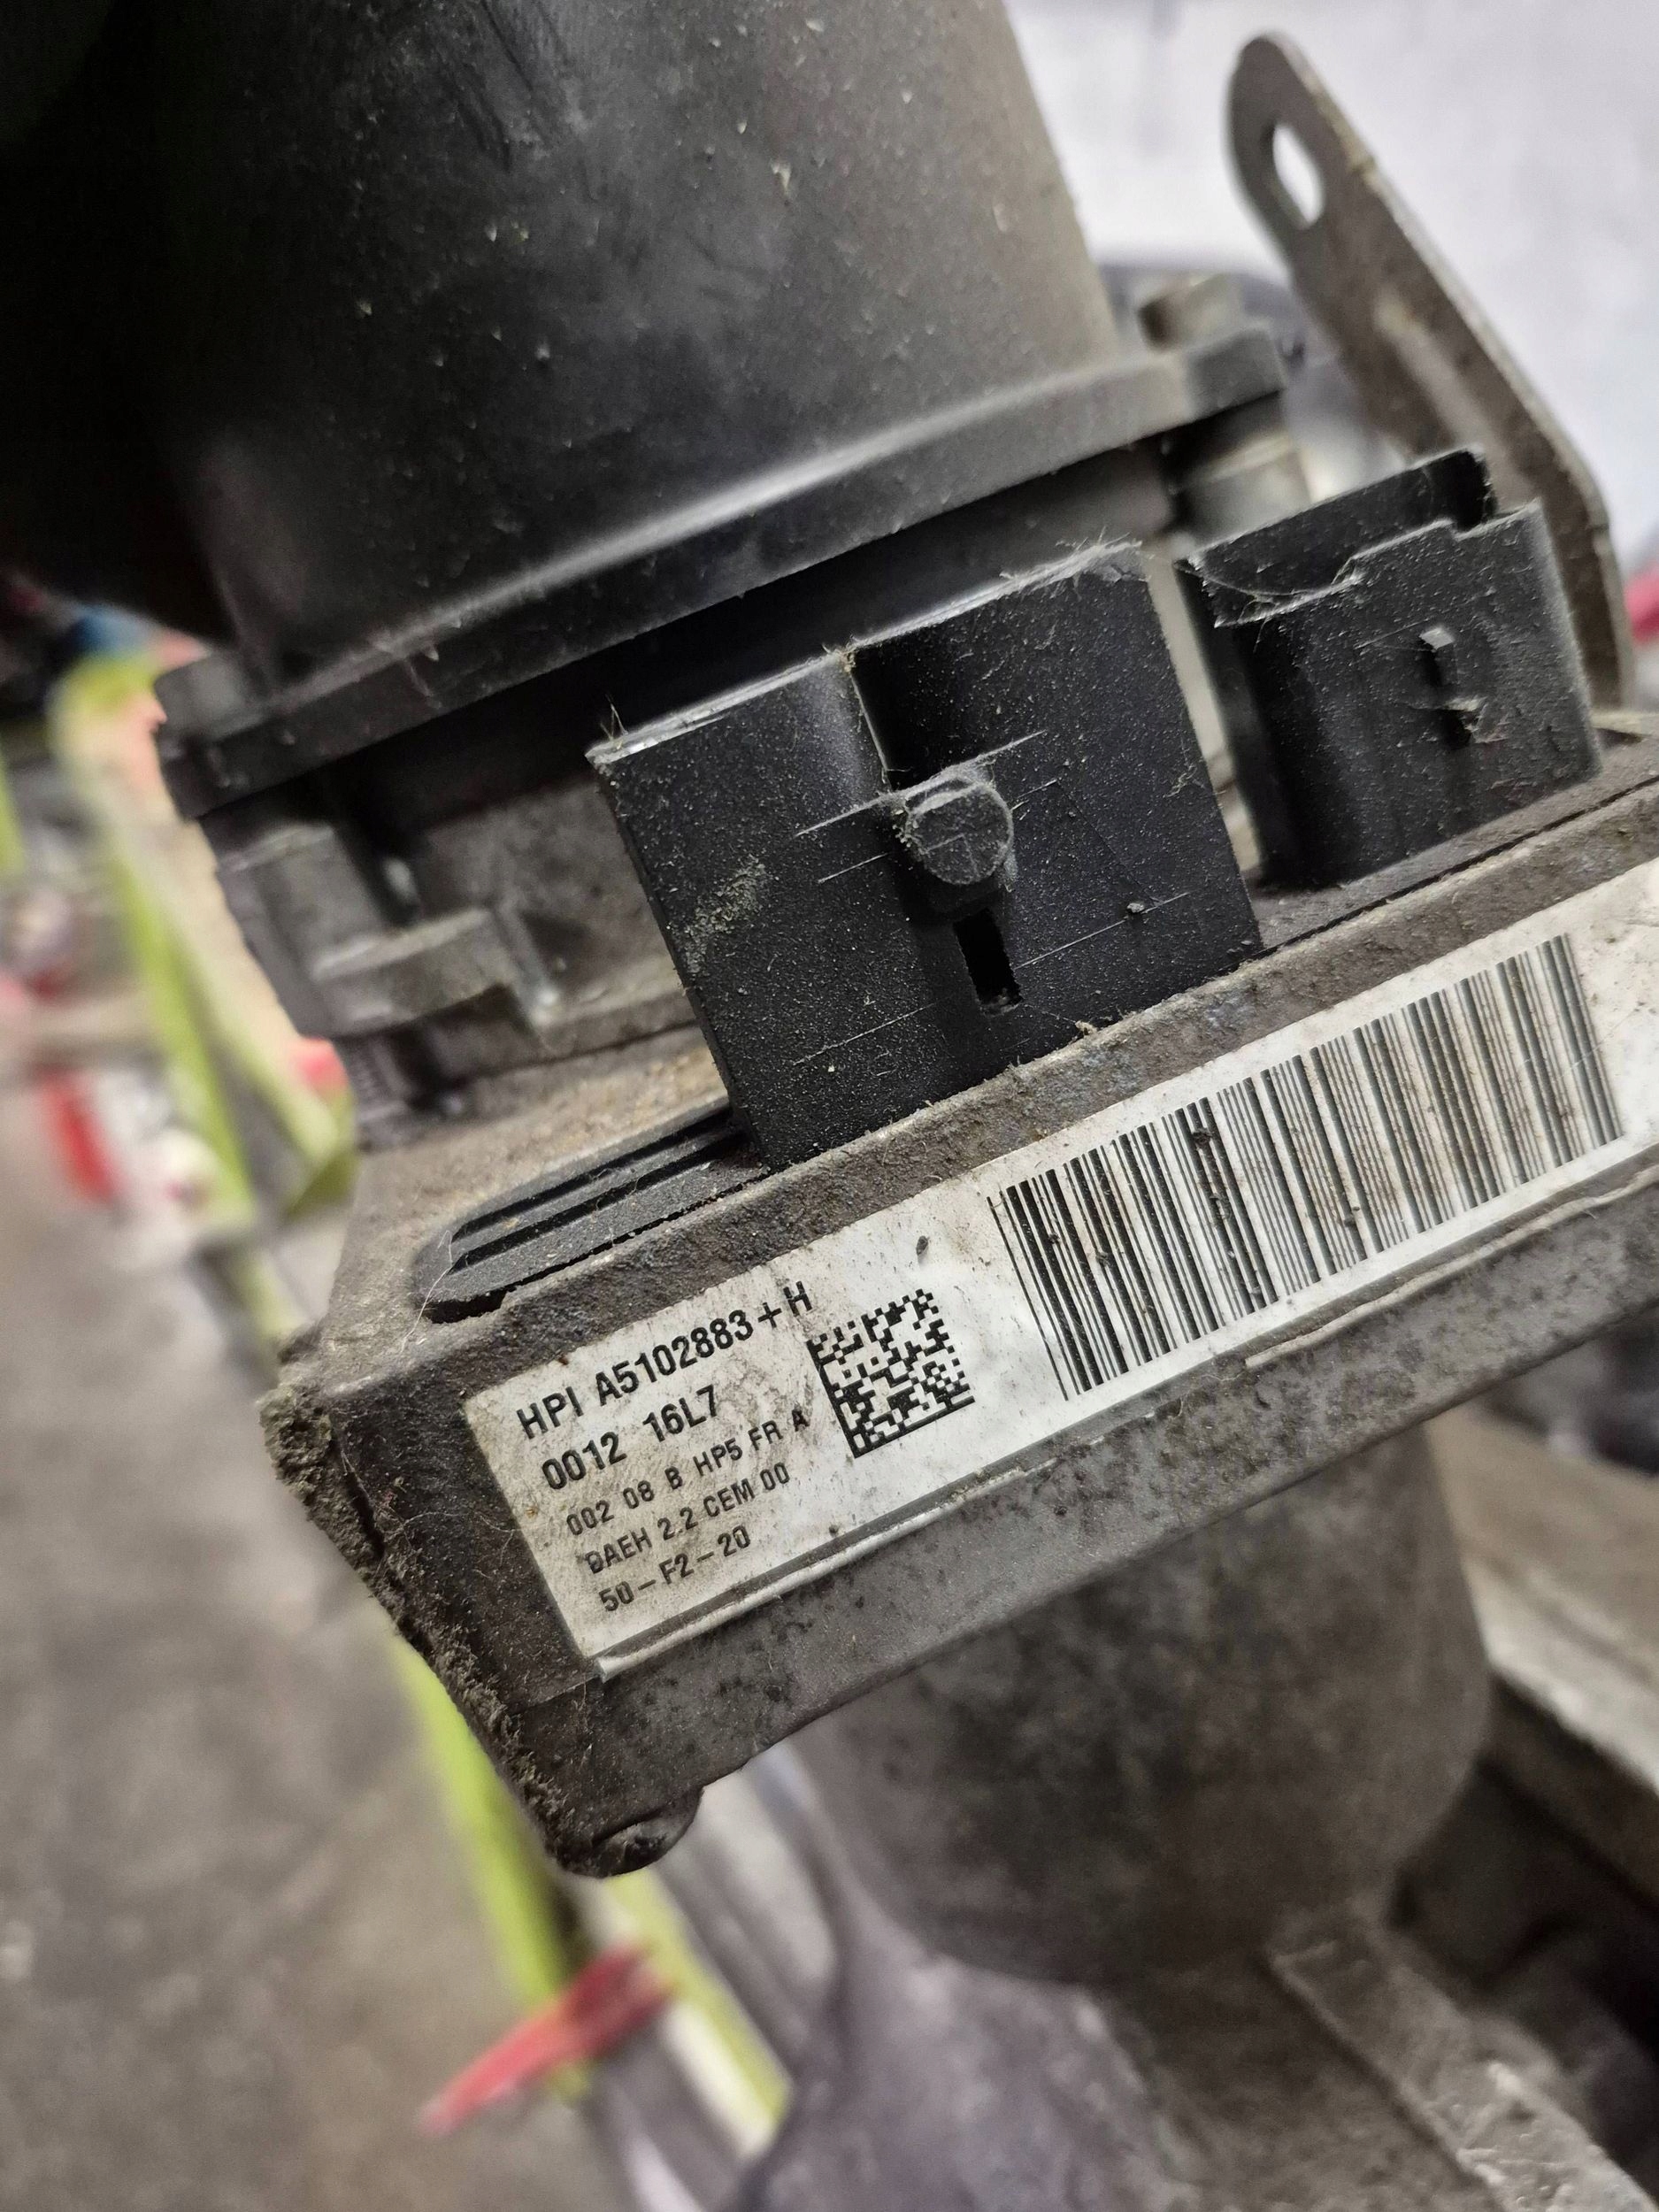 HPI A5102883+H
0012 16L7
002 08 B HP5 FR A
DAEH 2.2 CEM 00
50-F2-20